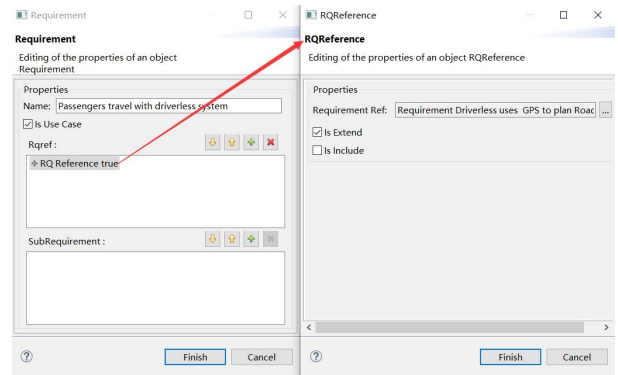 Requirement
Requirement
Editing of the properties of an object
Requirement
Properties
Name: Passengers travel with driverless system
Is Use Case
Rqref :
RQ Reference true
SubRequirement :
Finish Cancel
RQReference
RQReference
Editing of the properties of an object RQReference
Properties
Requirement Ref: Requirement Driverless uses GPS to plan Road ...
Is Extend
Is Include
Finish Cancel